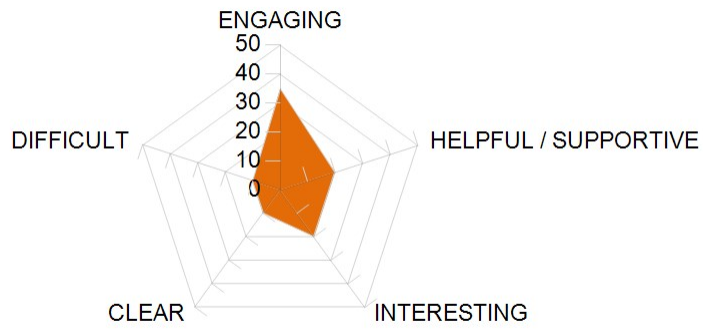 ENGAGING
50
40
30
20
10
0
DIFFICULT
HELPFUL / SUPPORTIVE
CLEAR
INTERESTING